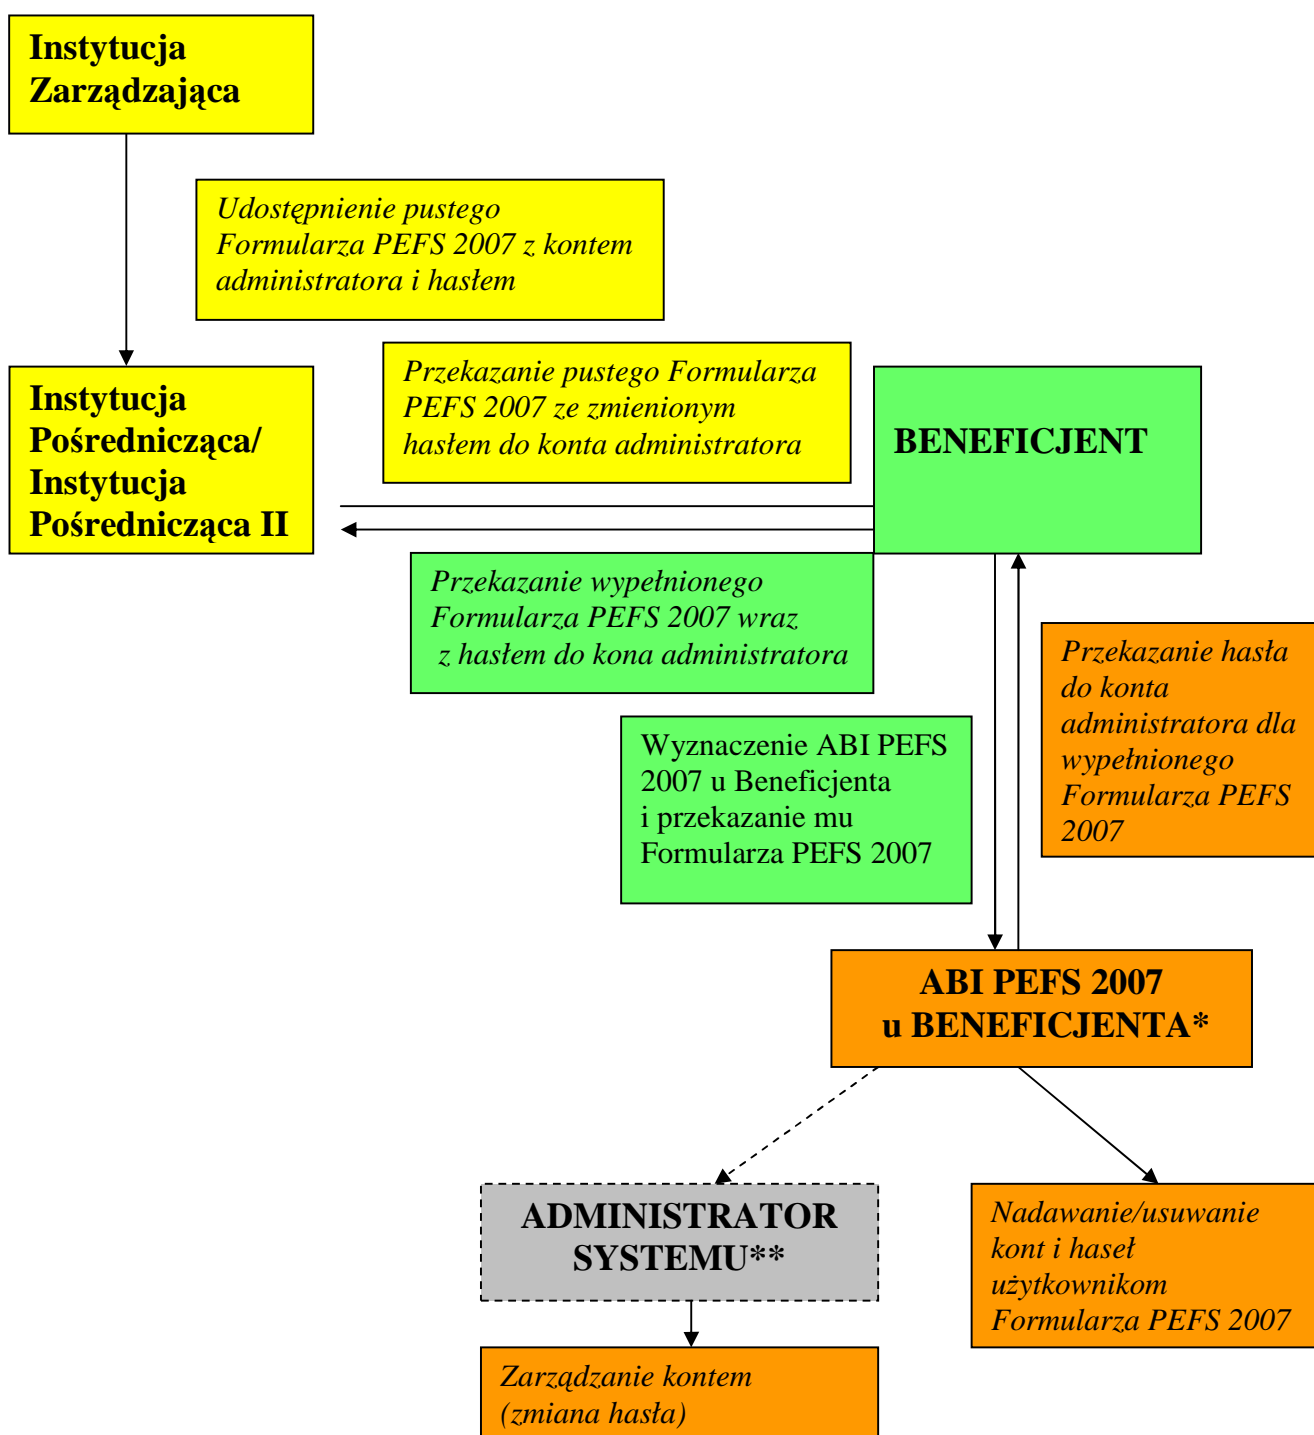 Instytucja
Zarządzająca
Udostępnienie pustego
Formularza PEFS 2007 z kontem
administratora i hasłem
Instytucja
Pośrednicząca/
Instytucja
Pośrednicząca II
Przekazanie pustego Formularza
PEFS 2007 ze zmienionym
hasłem do konta administratora
BENEFICJENT
Przekazanie wypełnionego
Formularza PEFS 2007 wraz
z hasłem do kona administratora
Przekazanie hasła
do konta
administratora dla
wypełnionego
Formularza PEFS
2007
Wyznaczenie ABI PEFS
2007 u Beneficjenta
i przekazanie mu
Formularza PEFS 2007
ABI PEFS 2007
u BENEFICJENTA*
ADMINISTRATOR
SYSTEMU**
Nadawanie/usuwanie
kont i haseł
użytkownikom
Formularza PEFS 2007
Zarządzanie kontem
(zmiana hasła)